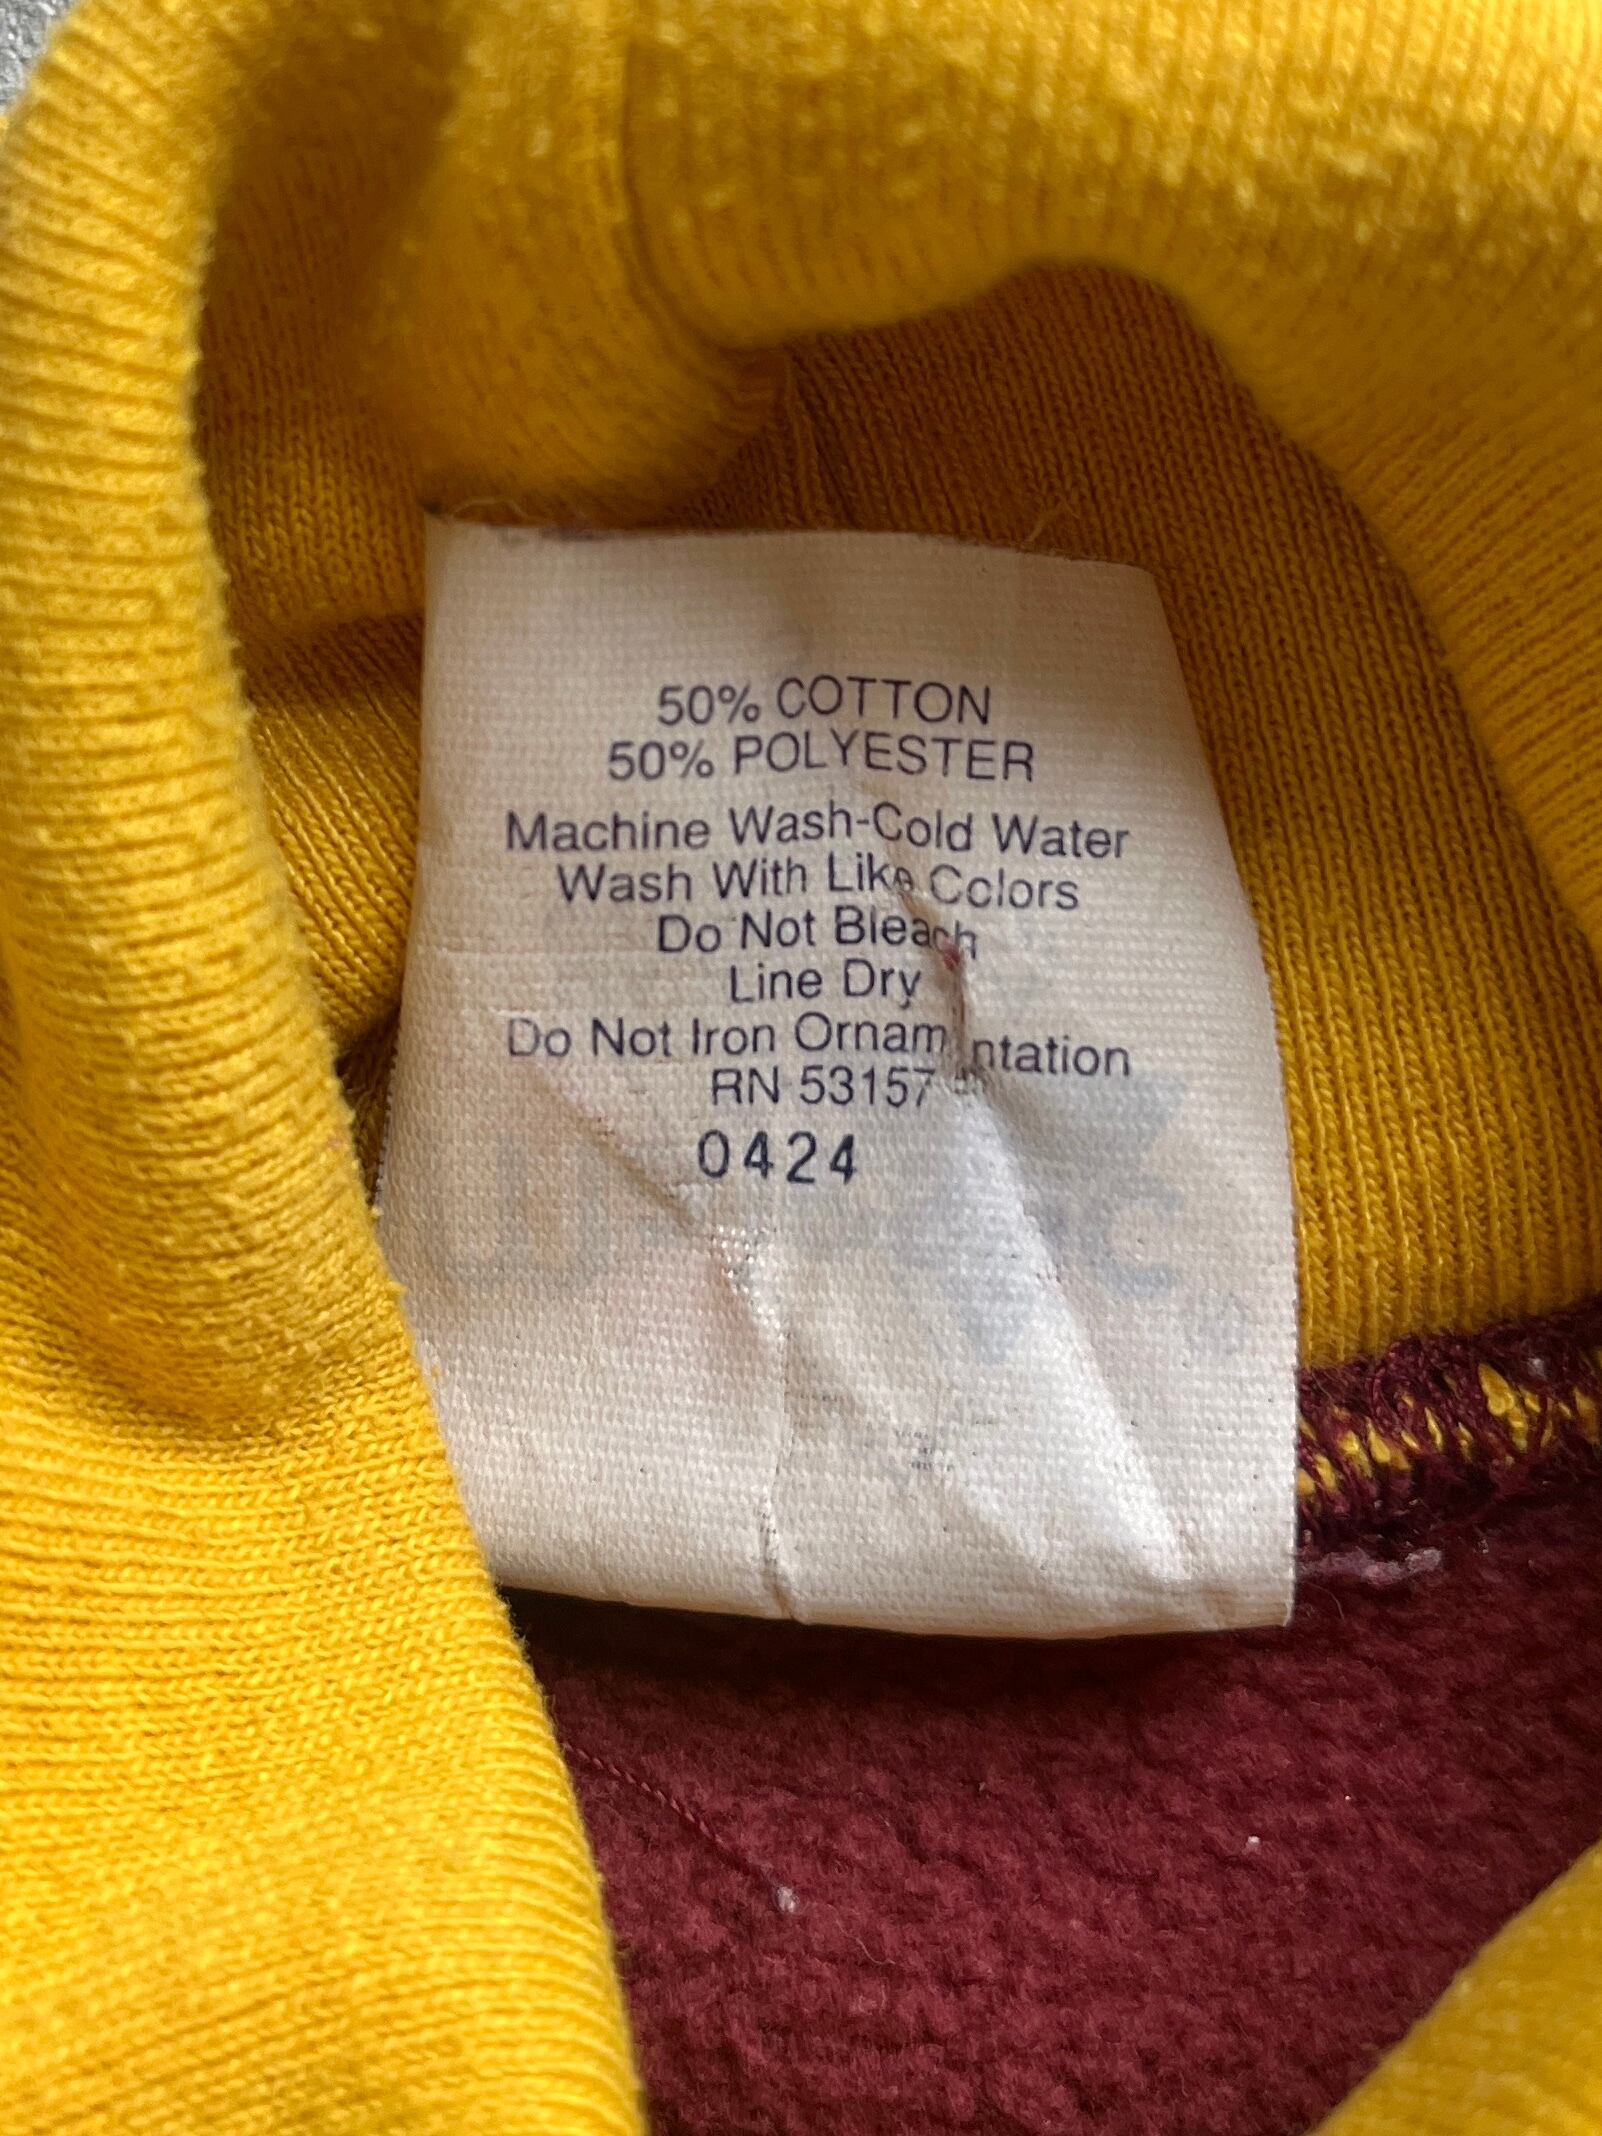 50% COTTON
50% POLYESTER
Machine Wash-Cold Water
Wash With Like Colors
Do Not Bleach
Line Dry
Do Not Iron Ornamntation
RN 53157
0424